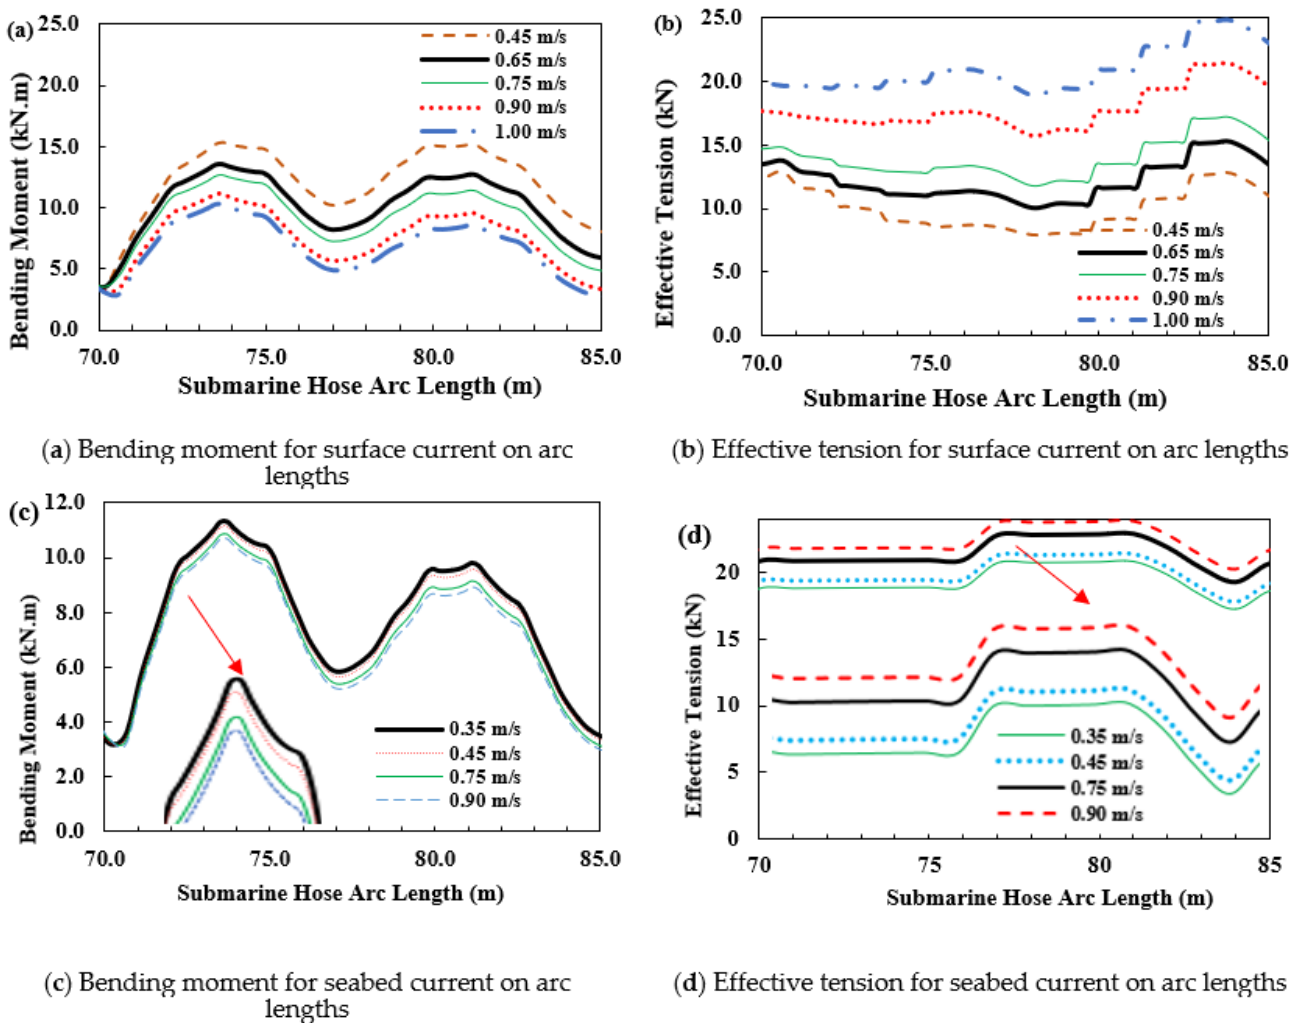 (a)
25.0
20.0
15.0
10.0
5.0
0.0
Bending Moment (kN.m)
0.45 m/s
0.65 m/s
0.75 m/s
0.90 m/s
1.00 m/s
70.0 75.0 80.0 85.0
Submarine Hose Arc Length (m)
(b)
25.0
20.0
15.0
10.0
5.0
0.0
Effective Tension (kN)
0.45 m/s
0.65 m/s
0.75 m/s
0.90 m/s
1.00 m/s
70.0 75.0 80.0 85.0
Submarine Hose Arc Length (m)
(a) Bending moment for surface current on arc
lengths
(b) Effective tension for surface current on arc lengths
(c)
12.0
10.0
8.0
6.0
4.0
2.0
0.0
Bending Moment (kN.m)
0.35 m/s
0.45 m/s
0.75 m/s
0.90 m/s
70.0 75.0 80.0 85.0
Submarine Hose Arc Length (m)
(d)
20
15
10
5
0
Effective Tension (kN)
0.35 m/s
0.45 m/s
0.75 m/s
0.90 m/s
70 75 80 85
Submarine Hose Arc Length (m)
(c) Bending moment for seabed current on arc
lengths
(d) Effective tension for seabed current on arc lengths